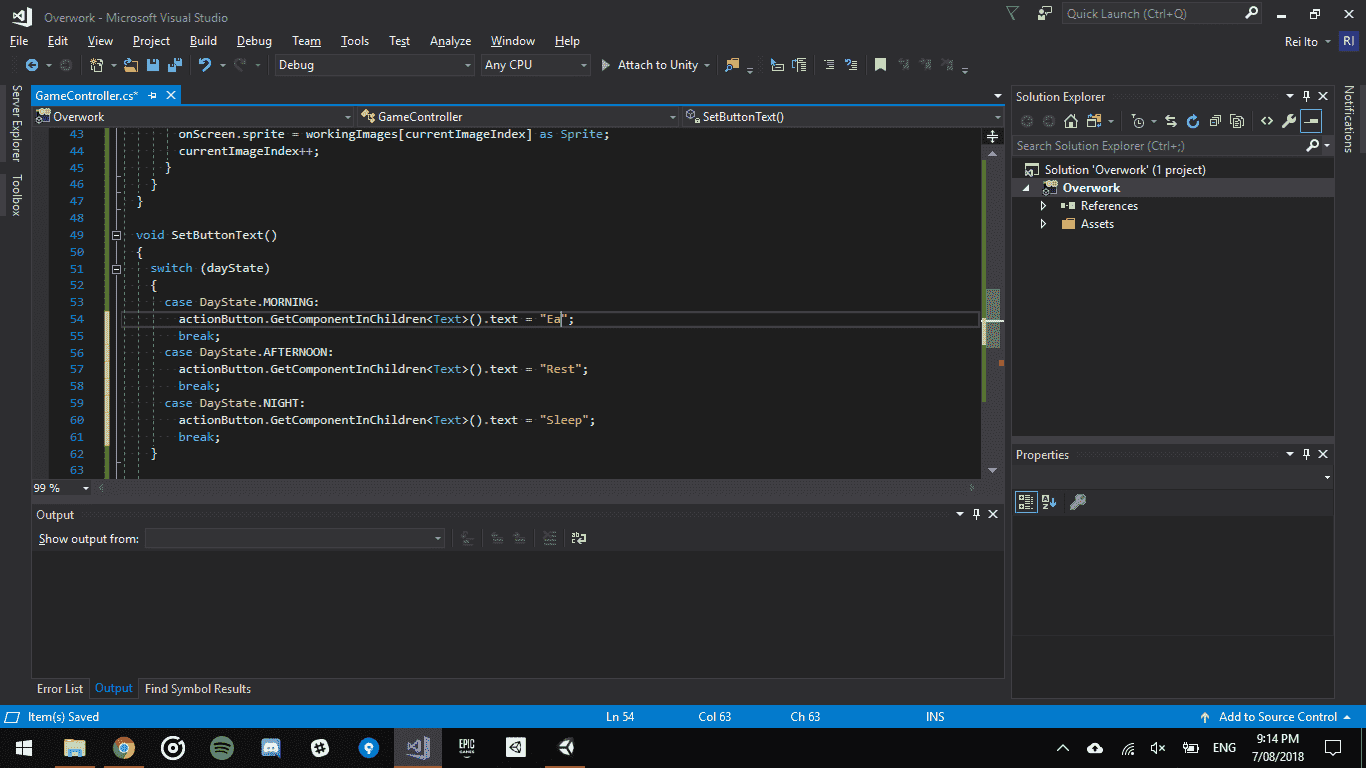 Overwork - Microsoft Visual Studio
Quick Launch (Ctrl+Q)
File Edit View Project Build Debug Team Tools Test Analyze Window Help
Rei Ito RI
Debug Any CPU Attach to Unity
Server Explorer
Toolbox
GameController.cs*
Overwork GameController SetButtonText()
43 onScreen.sprite = workingImages[currentImageIndex] as Sprite;
44 currentImageIndex++;
45 }
46 }
47 }
48
49 void SetButtonText()
50 {
51 switch (dayState)
52 {
53 case DayState.MORNING:
54 actionButton.GetComponentInChildren<Text>().text = "Ea";
55 break;
56 case DayState.AFTERNOON:
57 actionButton.GetComponentInChildren<Text>().text = "Rest";
58 break;
59 case DayState.NIGHT:
60 actionButton.GetComponentInChildren<Text>().text = "Sleep";
61 break;
62 }
63
99 %
Output
Show output from:
Error List Output Find Symbol Results
Solution Explorer
Search Solution Explorer (Ctrl+;)
Solution 'Overwork' (1 project)
Overwork
References
Assets
Properties
Notifications
Item(s) Saved Ln 54 Col 63 Ch 63 INS Add to Source Control
EPIC
GAMES
ENG
9:14 PM
7/08/2018